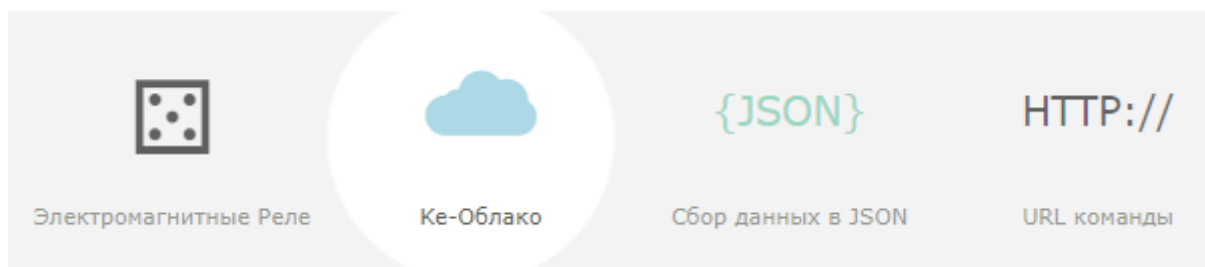 {JSON}
HTTP://
Электромагнитные Реле
Ке-Облако
Сбор данных в JSON
URL команды